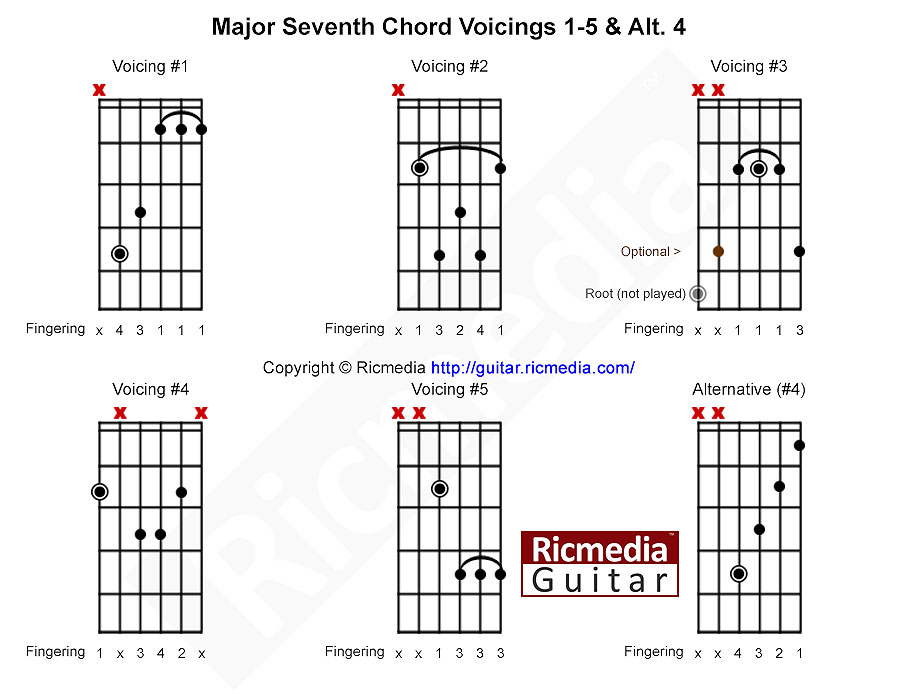 Major Seventh Chord Voicings 1-5 & Alt. 4
Voicing #1
Voicing #2
Voicing #3
x
x
x x
Optional >
Root (not played)
Fingering x 4 3 1 1 1
Fingering x 1 3 2 4 1
Fingering x x 1 1 1 3
Copyright © Ricmedia http://guitar.ricmedia.com/
Voicing #4
Voicing #5
Alternative (#4)
x x
x x
x x
Ricmedia™
Guitar
Fingering 1 x 3 4 2 x
Fingering x x 1 3 3 3
Fingering x x 4 3 2 1
Ricmedia™